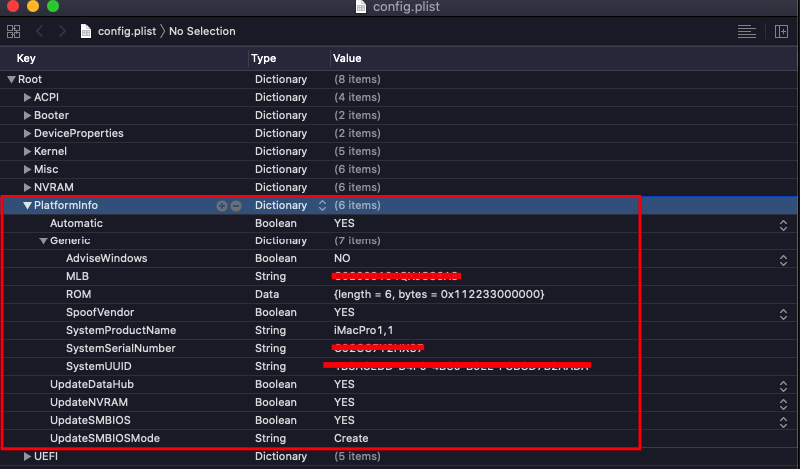 config.plist
config.plist 〉 No Selection
Key Type Value
Root Dictionary (8 items)
ACPI Dictionary (4 items)
Booter Dictionary (2 items)
DeviceProperties Dictionary (2 items)
Kernel Dictionary (5 items)
Misc Dictionary (6 items)
NVRAM Dictionary (6 items)
PlatformInfo Dictionary (6 items)
Automatic Boolean YES
Generic Dictionary (7 items)
AdviseWindows Boolean NO
MLB String
ROM Data {length = 6, bytes = 0x112233000000}
SpoofVendor Boolean YES
SystemProductName String iMacPro1,1
SystemSerialNumber String
SystemUUID String
UpdateDataHub Boolean YES
UpdateNVRAM Boolean YES
UpdateSMBIOS Boolean YES
UpdateSMBIOSMode String Create
UEFI Dictionary (5 items)